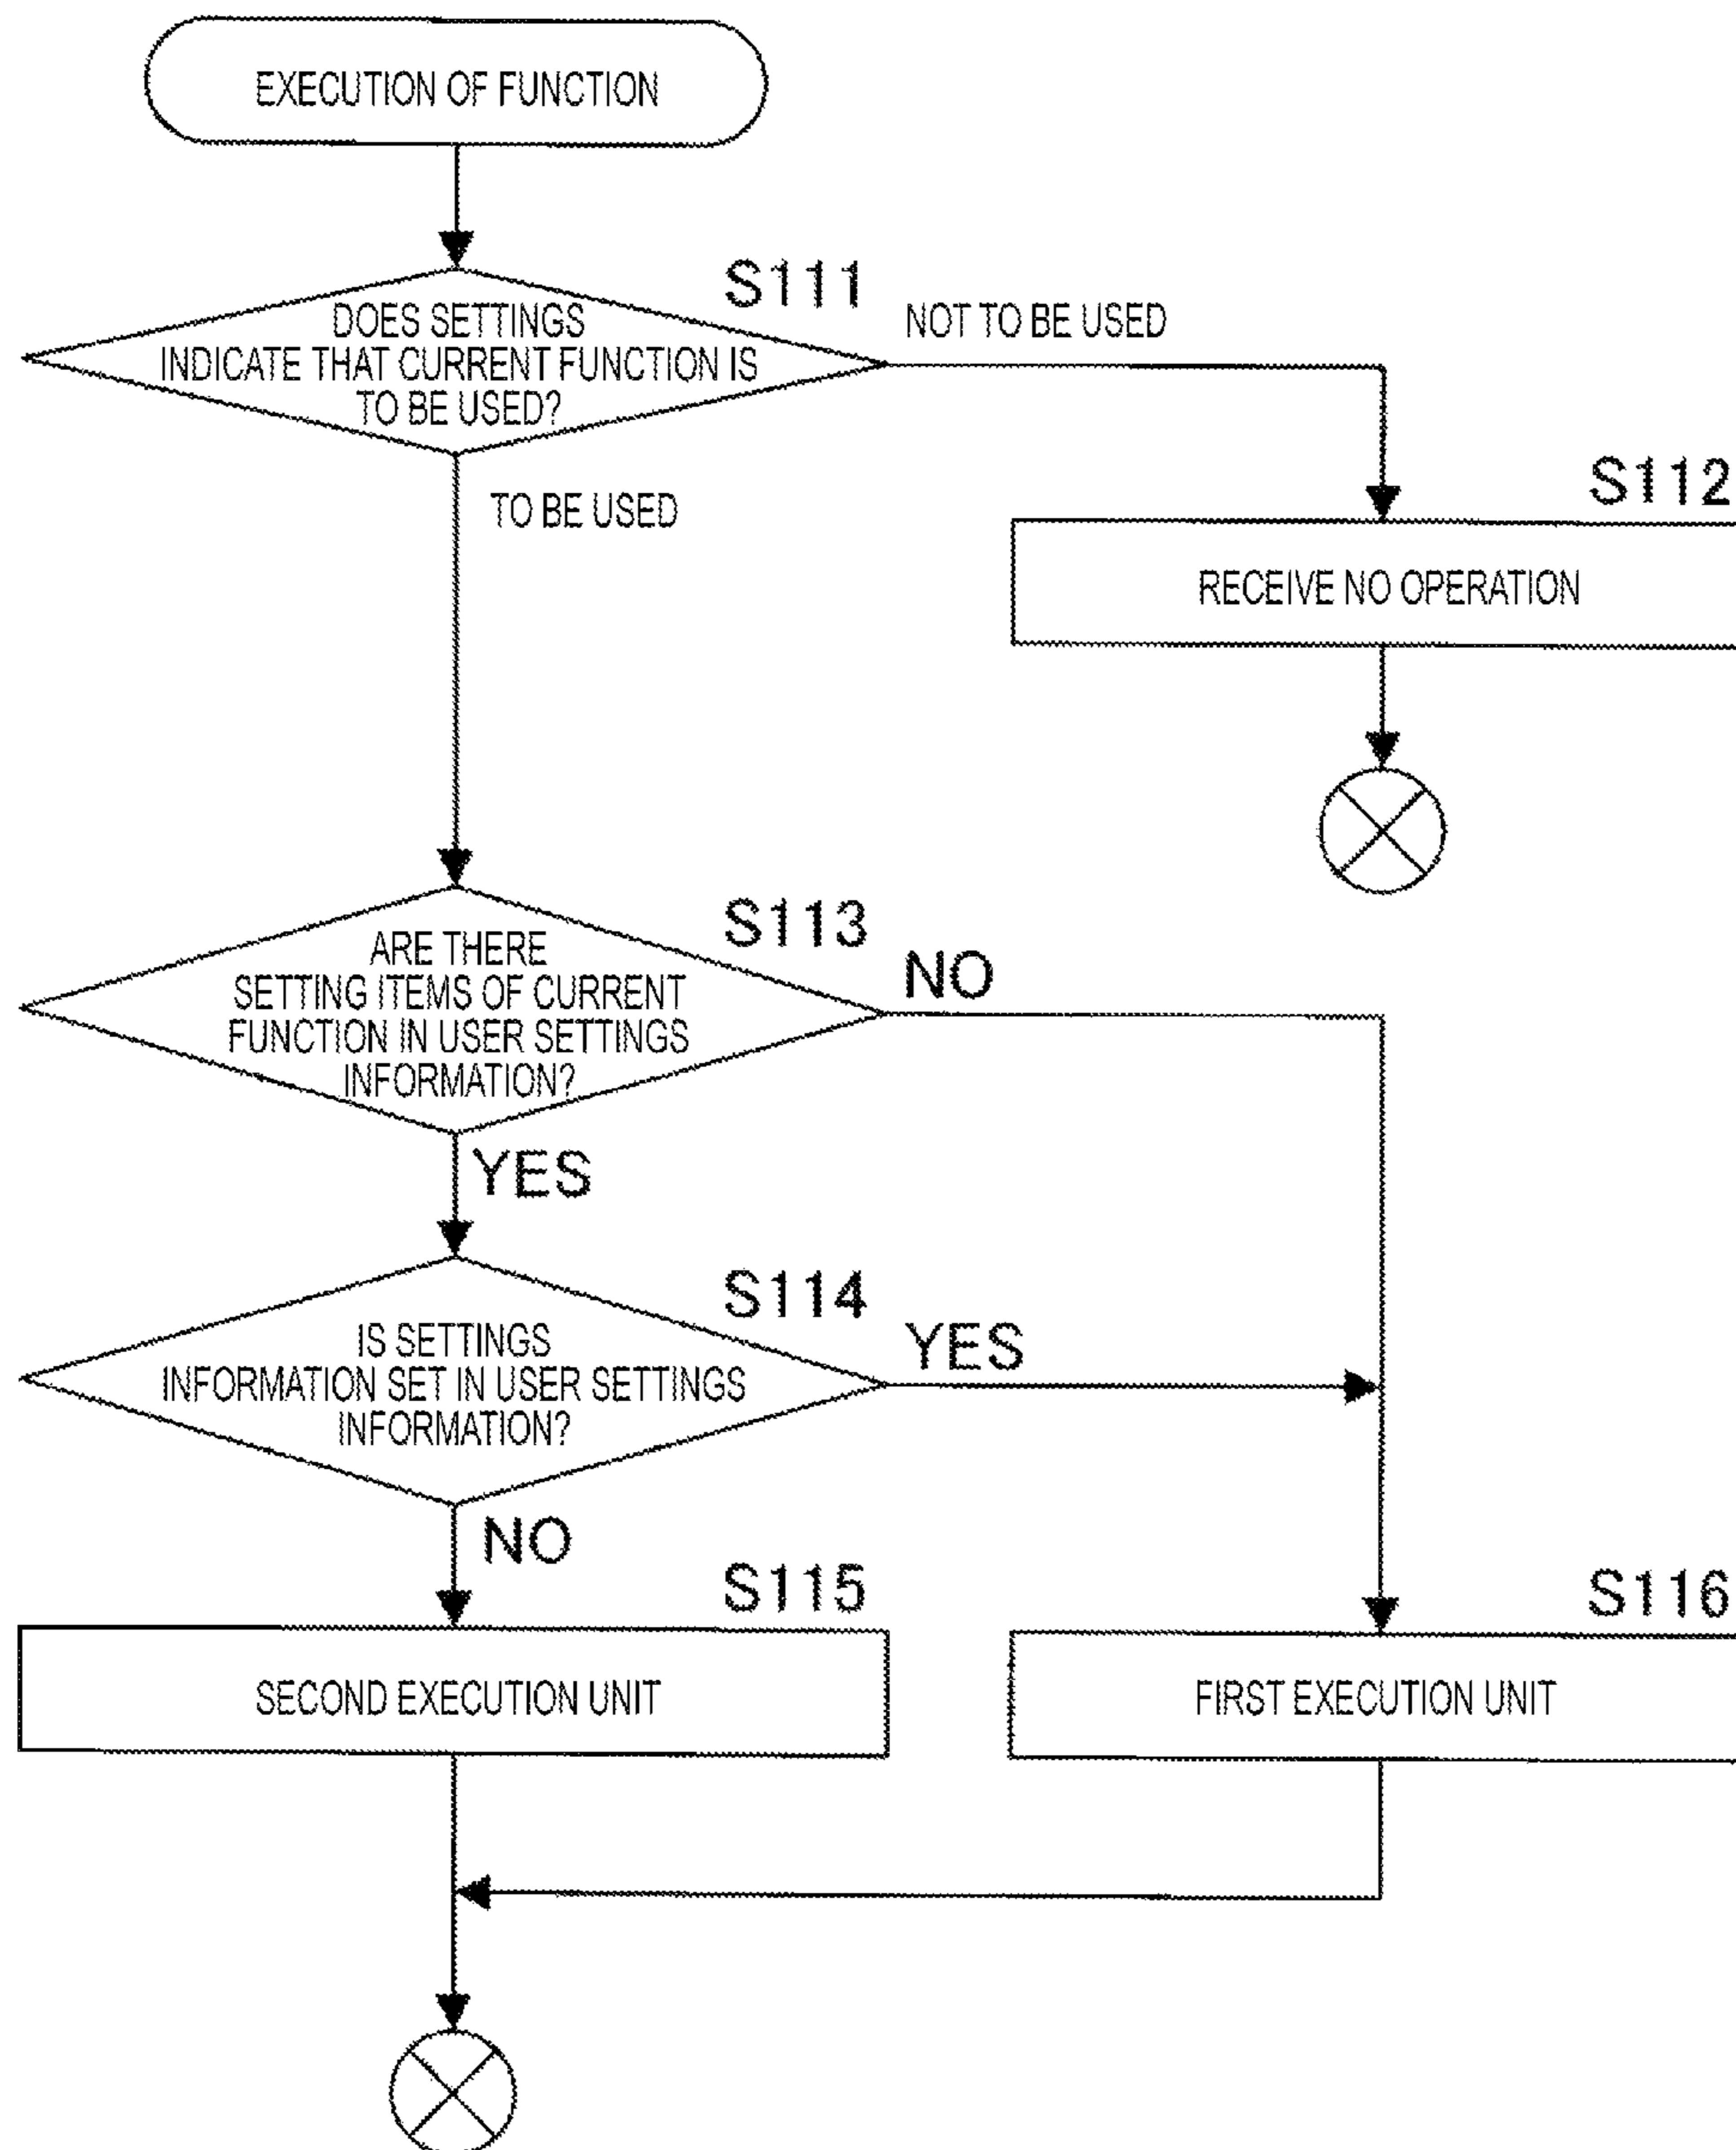 EXECUTION OF FUNCTION
S111
DOES SETTINGS
INDICATE THAT CURRENT FUNCTION IS
TO BE USED?
NOT TO BE USED
TO BE USED
S112
RECEIVE NO OPERATION
S113
ARE THERE
SETTING ITEMS OF CURRENT
FUNCTION IN USER SETTINGS
INFORMATION?
NO
YES
S114
IS SETTINGS
INFORMATION SET IN USER SETTINGS
INFORMATION?
YES
NO
S115
SECOND EXECUTION UNIT
S116
FIRST EXECUTION UNIT